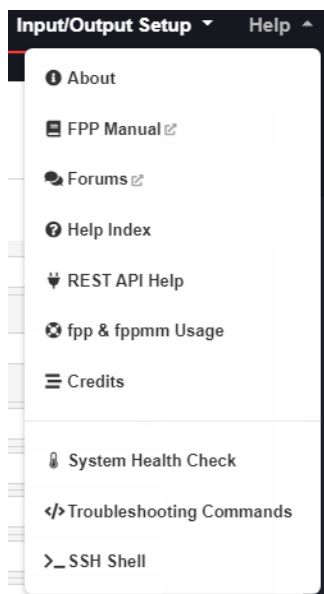 Input/Output Setup Help
About
FPP Manual
Forums
Help Index
REST API Help
fpp & fppmm Usage
Credits
System Health Check
Troubleshooting Commands
SSH Shell